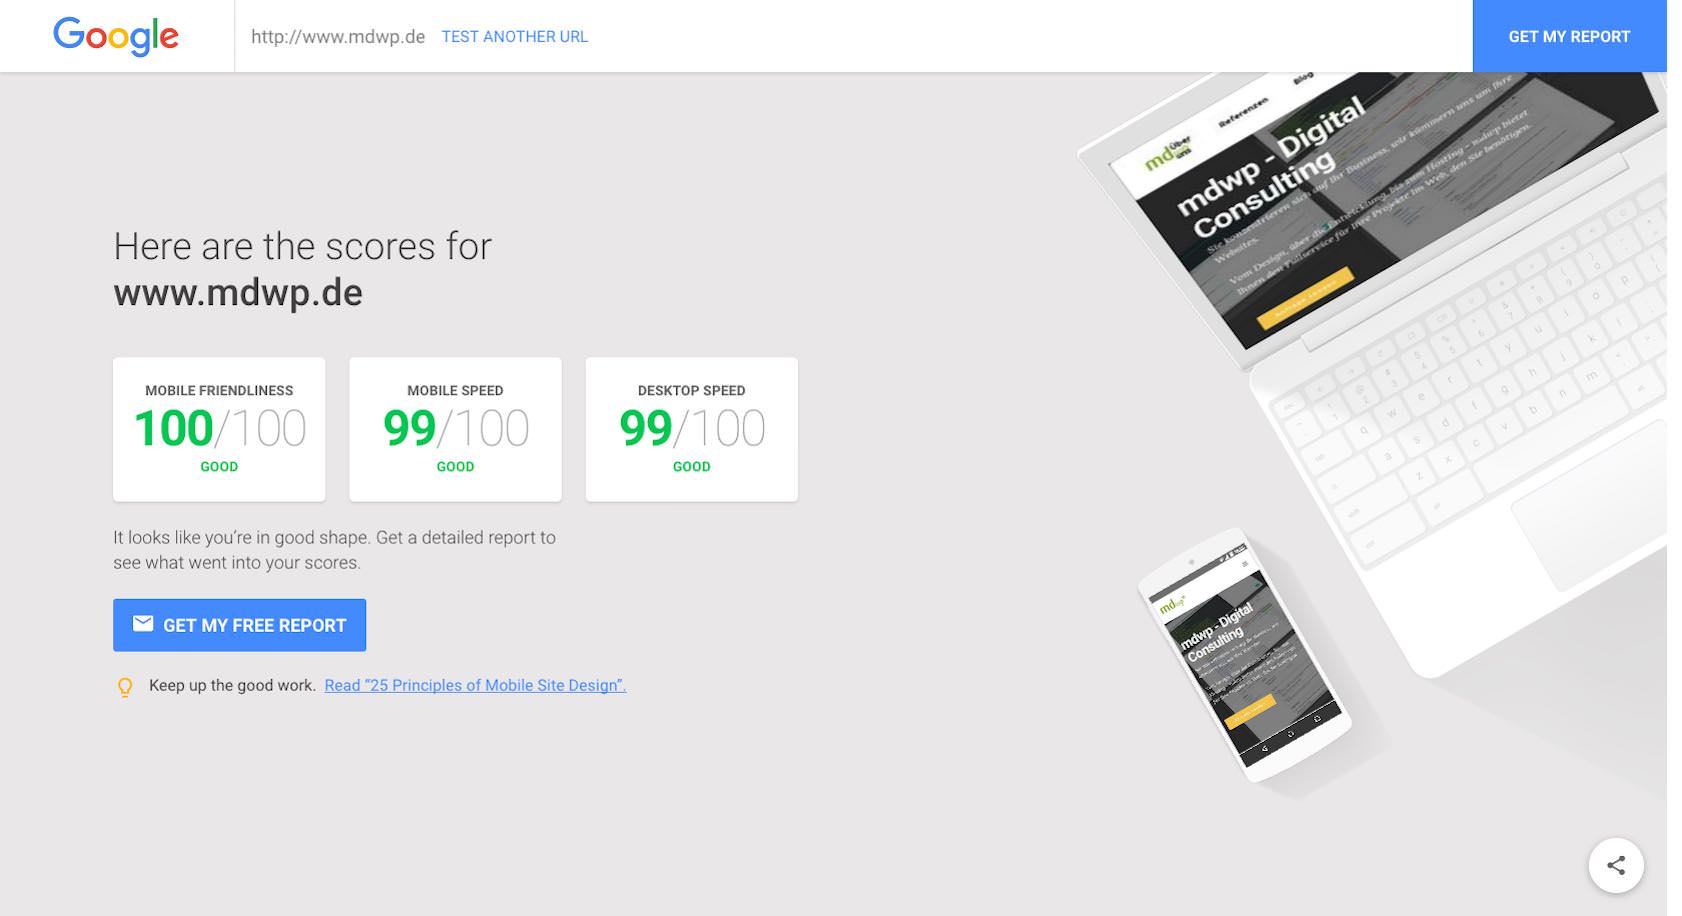 Google
http://www.mdwp.de TEST ANOTHER URL
GET MY REPORT
Here are the scores for
www.mdwp.de
MOBILE FRIENDLINESS
100/100
GOOD
MOBILE SPEED
99/100
GOOD
DESKTOP SPEED
99/100
GOOD
It looks like you’re in good shape. Get a detailed report to
see what went into your scores.
GET MY FREE REPORT
Keep up the good work. Read “25 Principles of Mobile Site Design”.
md
Über
uns
Referenzen
Blog
mdwp - Digital
Consulting
Sie konzentrieren sich auf Ihr Business, wir kümmern uns um Ihre
Websites.
Vom Design, über die Entwicklung, bis zum Hosting - mdwp bietet
Ihnen den Fullservice für Ihre Projekte im Web, den Sie benötigen.
mdwp
mdwp - Digital
Consulting